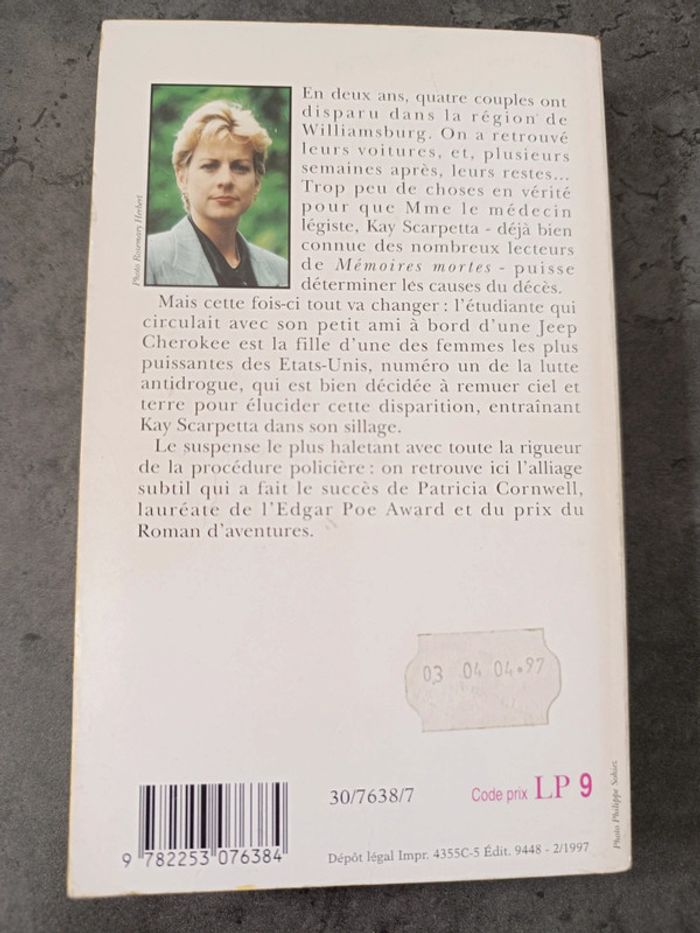 En deux ans, quatre couples ont
disparu dans la région de
Williamsburg. On a retrouvé
leurs voitures, et, plusieurs
semaines après, leurs restes...
Trop peu de choses en vérité
pour que Mme le médecin
légiste, Kay Scarpetta - déjà bien
connue des nombreux lecteurs
de Mémoires mortes - puisse
déterminer les causes du décès.
Photo Rosemary Herbert
Mais cette fois-ci tout va changer : l'étudiante qui
circulait avec son petit ami à bord d'une Jeep
Cherokee est la fille d'une des femmes les plus
puissantes des Etats-Unis, numéro un de la lutte
antidrogue, qui est bien décidée à remuer ciel et
terre pour élucider cette disparition, entraînant
Kay Scarpetta dans son sillage.
Le suspense le plus haletant avec toute la rigueur
de la procédure policière : on retrouve ici l'alliage
subtil qui a fait le succès de Patricia Cornwell,
lauréate de l'Edgar Poe Award et du prix du
Roman d'aventures.
03 04 04.97
30/7638/7
Code prix LP 9
9 782253 076384
Dépôt légal Impr. 4355C-5 Édit. 9448 - 2/1997
Photo Philippe